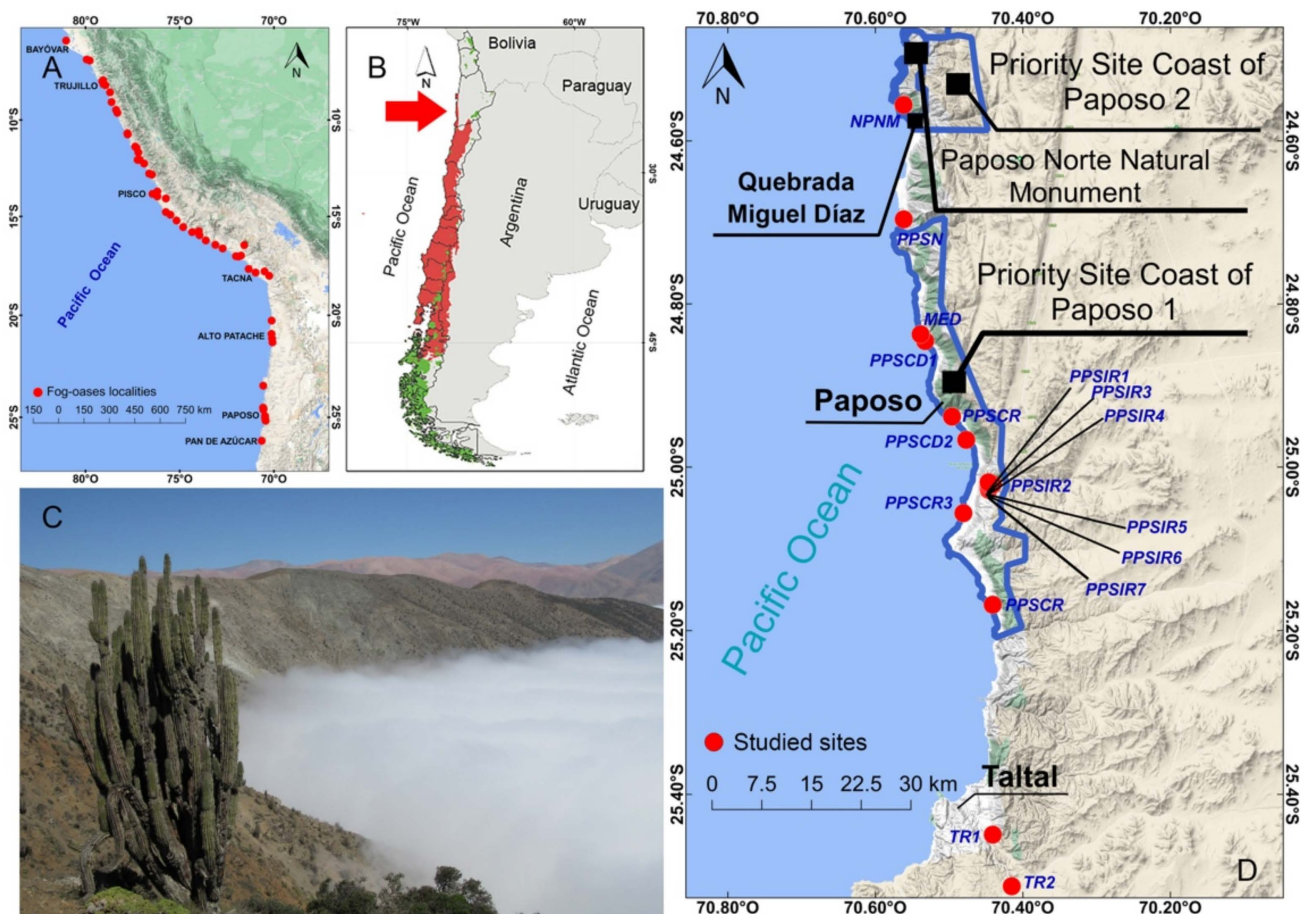 80°W
75°W
70°W
A
N
BAYÓVAR
TRUJILLO
PISCO
TACNA
ALTO PATACHE
PAPOSO
PAN DE AZÚCAR
Pacific Ocean
Fog-oases localities
150 0 150 300 450 600 750 km
10°S
15°S
20°S
25°S
80°W
75°W
70°W
75°W
60°W
B
N
Bolivia
Paraguay
Argentina
Uruguay
Pacific Ocean
Atlantic Ocean
30°S
45°S
C
70.80°W
70.60°W
70.40°W
70.20°W
N
Priority Site Coast of
Paposo 2
NPNM
Paposo Norte Natural
Monument
Quebrada
Miguel Díaz
PPSN
Priority Site Coast of
Paposo 1
MED
PPSCD1
PPSIR1
PPSIR3
PPSIR4
Paposo
PPSCR
PPSCD2
PPSIR2
PPSCR3
PPSIR5
PPSIR6
PPSIR7
PPSCR
Pacific Ocean
Studied sites
0 7.5 15 22.5 30 km
Taltal
TR1
TR2
D
24.60°S
24.80°S
25.00°S
25.20°S
25.40°S
70.80°W
70.60°W
70.40°W
70.20°W